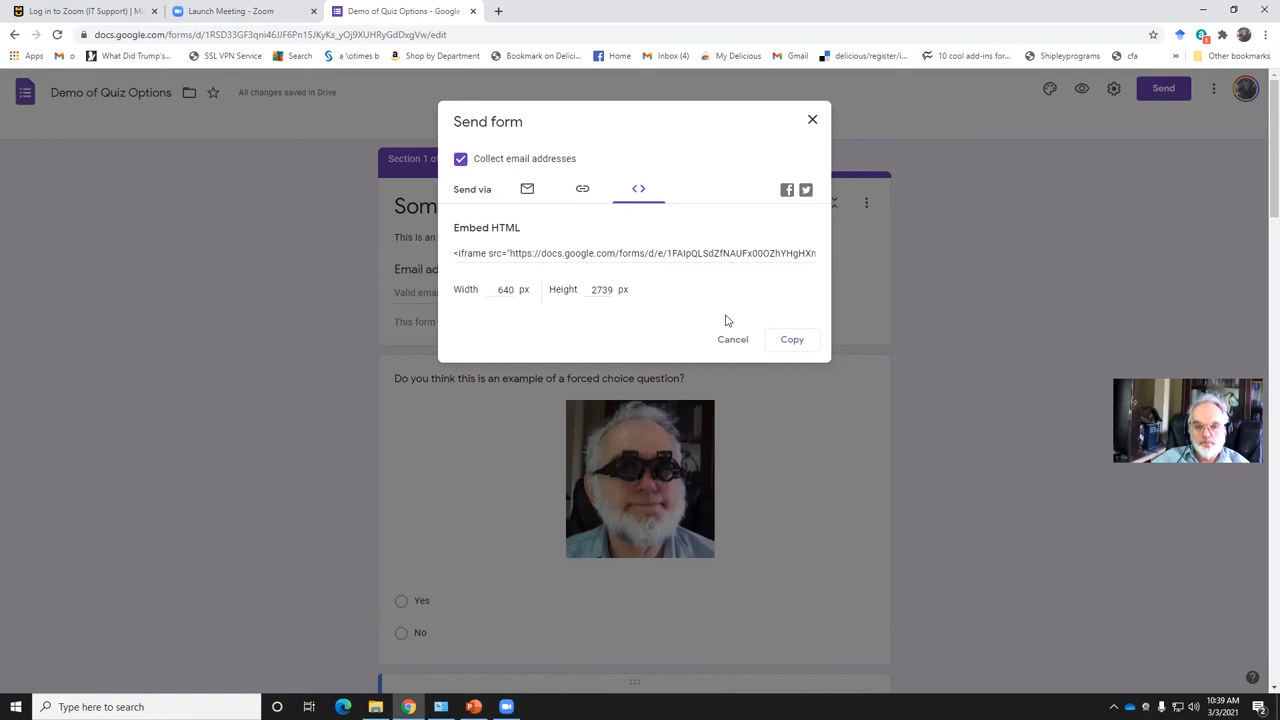 Log in to Zoom (IT Support) | Mi
Launch Meeting - Zoom
Demo of Quiz Options - Google F
docs.google.com/forms/d/1RSD33GF3qni46JJF6Pn15JKyKs_yOj9XUHRyGdDxgVw/edit
Apps
o
What Did Trump's...
SSL VPN Service
Search
a \otimes b
Shop by Department
Bookmark on Delici...
Home
Inbox (4)
My Delicious
Gmail
delicious/register/i...
10 cool add-ins for...
Shipleyprograms
cfa
»
Other bookmarks
Demo of Quiz Options
All changes saved in Drive
Send
Section 1 of
Som
This is an
Email ad
Valid emai
This form
Send form
Collect email addresses
Send via
Embed HTML
<iframe src="https://docs.google.com/forms/d/e/1FAIpQLSdZfNAUFx00OZhYHgHXn
Width 640 px Height 2739 px
Cancel
Copy
Do you think this is an example of a forced choice question?
Yes
No
Type here to search
10:39 AM
3/3/2021
2